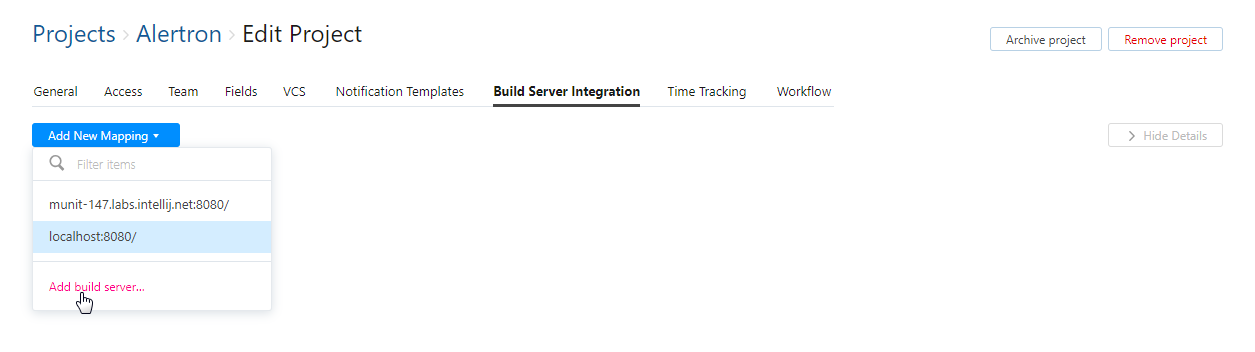 Projects › Alertron › Edit Project
Archive project
Remove project
General Access Team Fields VCS Notification Templates Build Server Integration Time Tracking Workflow
Add New Mapping
Hide Details
Filter items
munit-147.labs.intellij.net:8080/
localhost:8080/
Add build server...